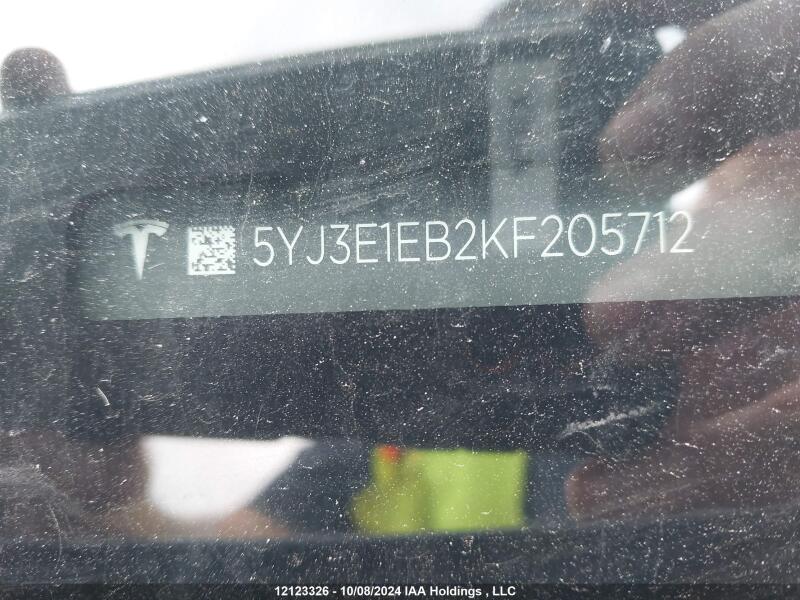 5YJ3E1EB2KF205712
12123326 - 10/08/2024 IAA Holdings , LLC